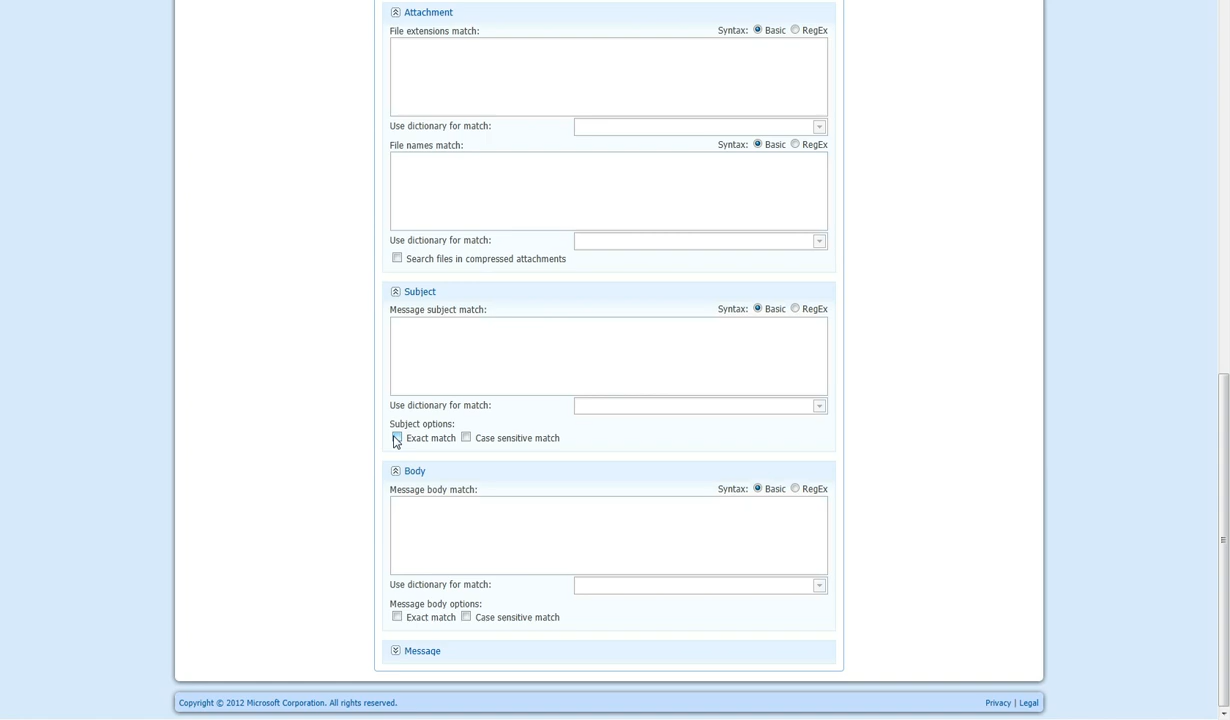 Attachment
File extensions match: Syntax: Basic RegEx
Use dictionary for match:
File names match: Syntax: Basic RegEx
Use dictionary for match:
Search files in compressed attachments
Subject
Message subject match: Syntax: Basic RegEx
Use dictionary for match:
Subject options:
Exact match Case sensitive match
Body
Message body match: Syntax: Basic RegEx
Use dictionary for match:
Message body options:
Exact match Case sensitive match
Message
Copyright © 2012 Microsoft Corporation. All rights reserved. Privacy | Legal